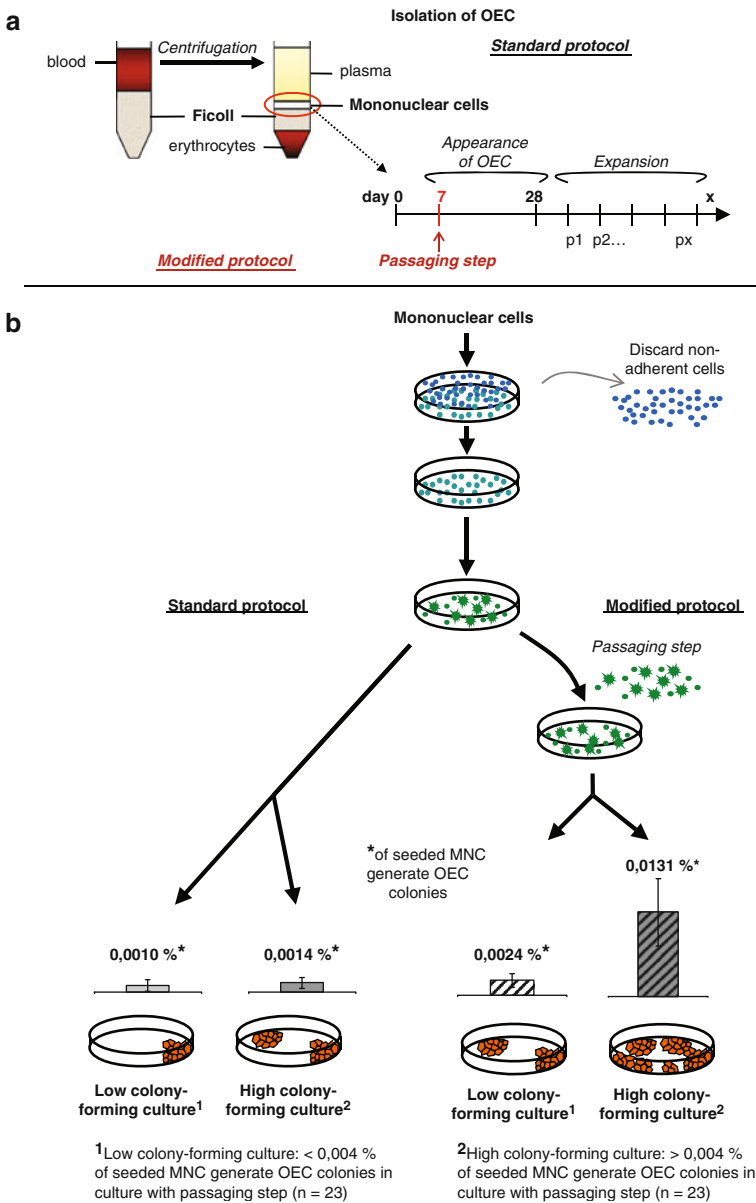 Isolation of OEC
a
Centrifugation
Standard protocol
blood
plasma
Ficoll
Mononuclear cells
erythrocytes
Appearance
of OEC
Expansion
day 0
7
28
x
p1
p2...
px
Modified protocol
Passaging step
b
Mononuclear cells
Discard non-
adherent cells
Standard protocol
Modified protocol
Passaging step
*of seeded MNC
generate OEC
colonies
0,0010 %*
0,0014 %*
0,0024 %*
0,0131 %*
Low colony-
forming culture1
High colony-
forming culture2
Low colony-
forming culture1
High colony-
forming culture2
1Low colony-forming culture: < 0,004 %
of seeded MNC generate OEC colonies in
culture with passaging step (n = 23)
2High colony-forming culture: > 0,004 %
of seeded MNC generate OEC colonies in
culture with passaging step (n = 23)